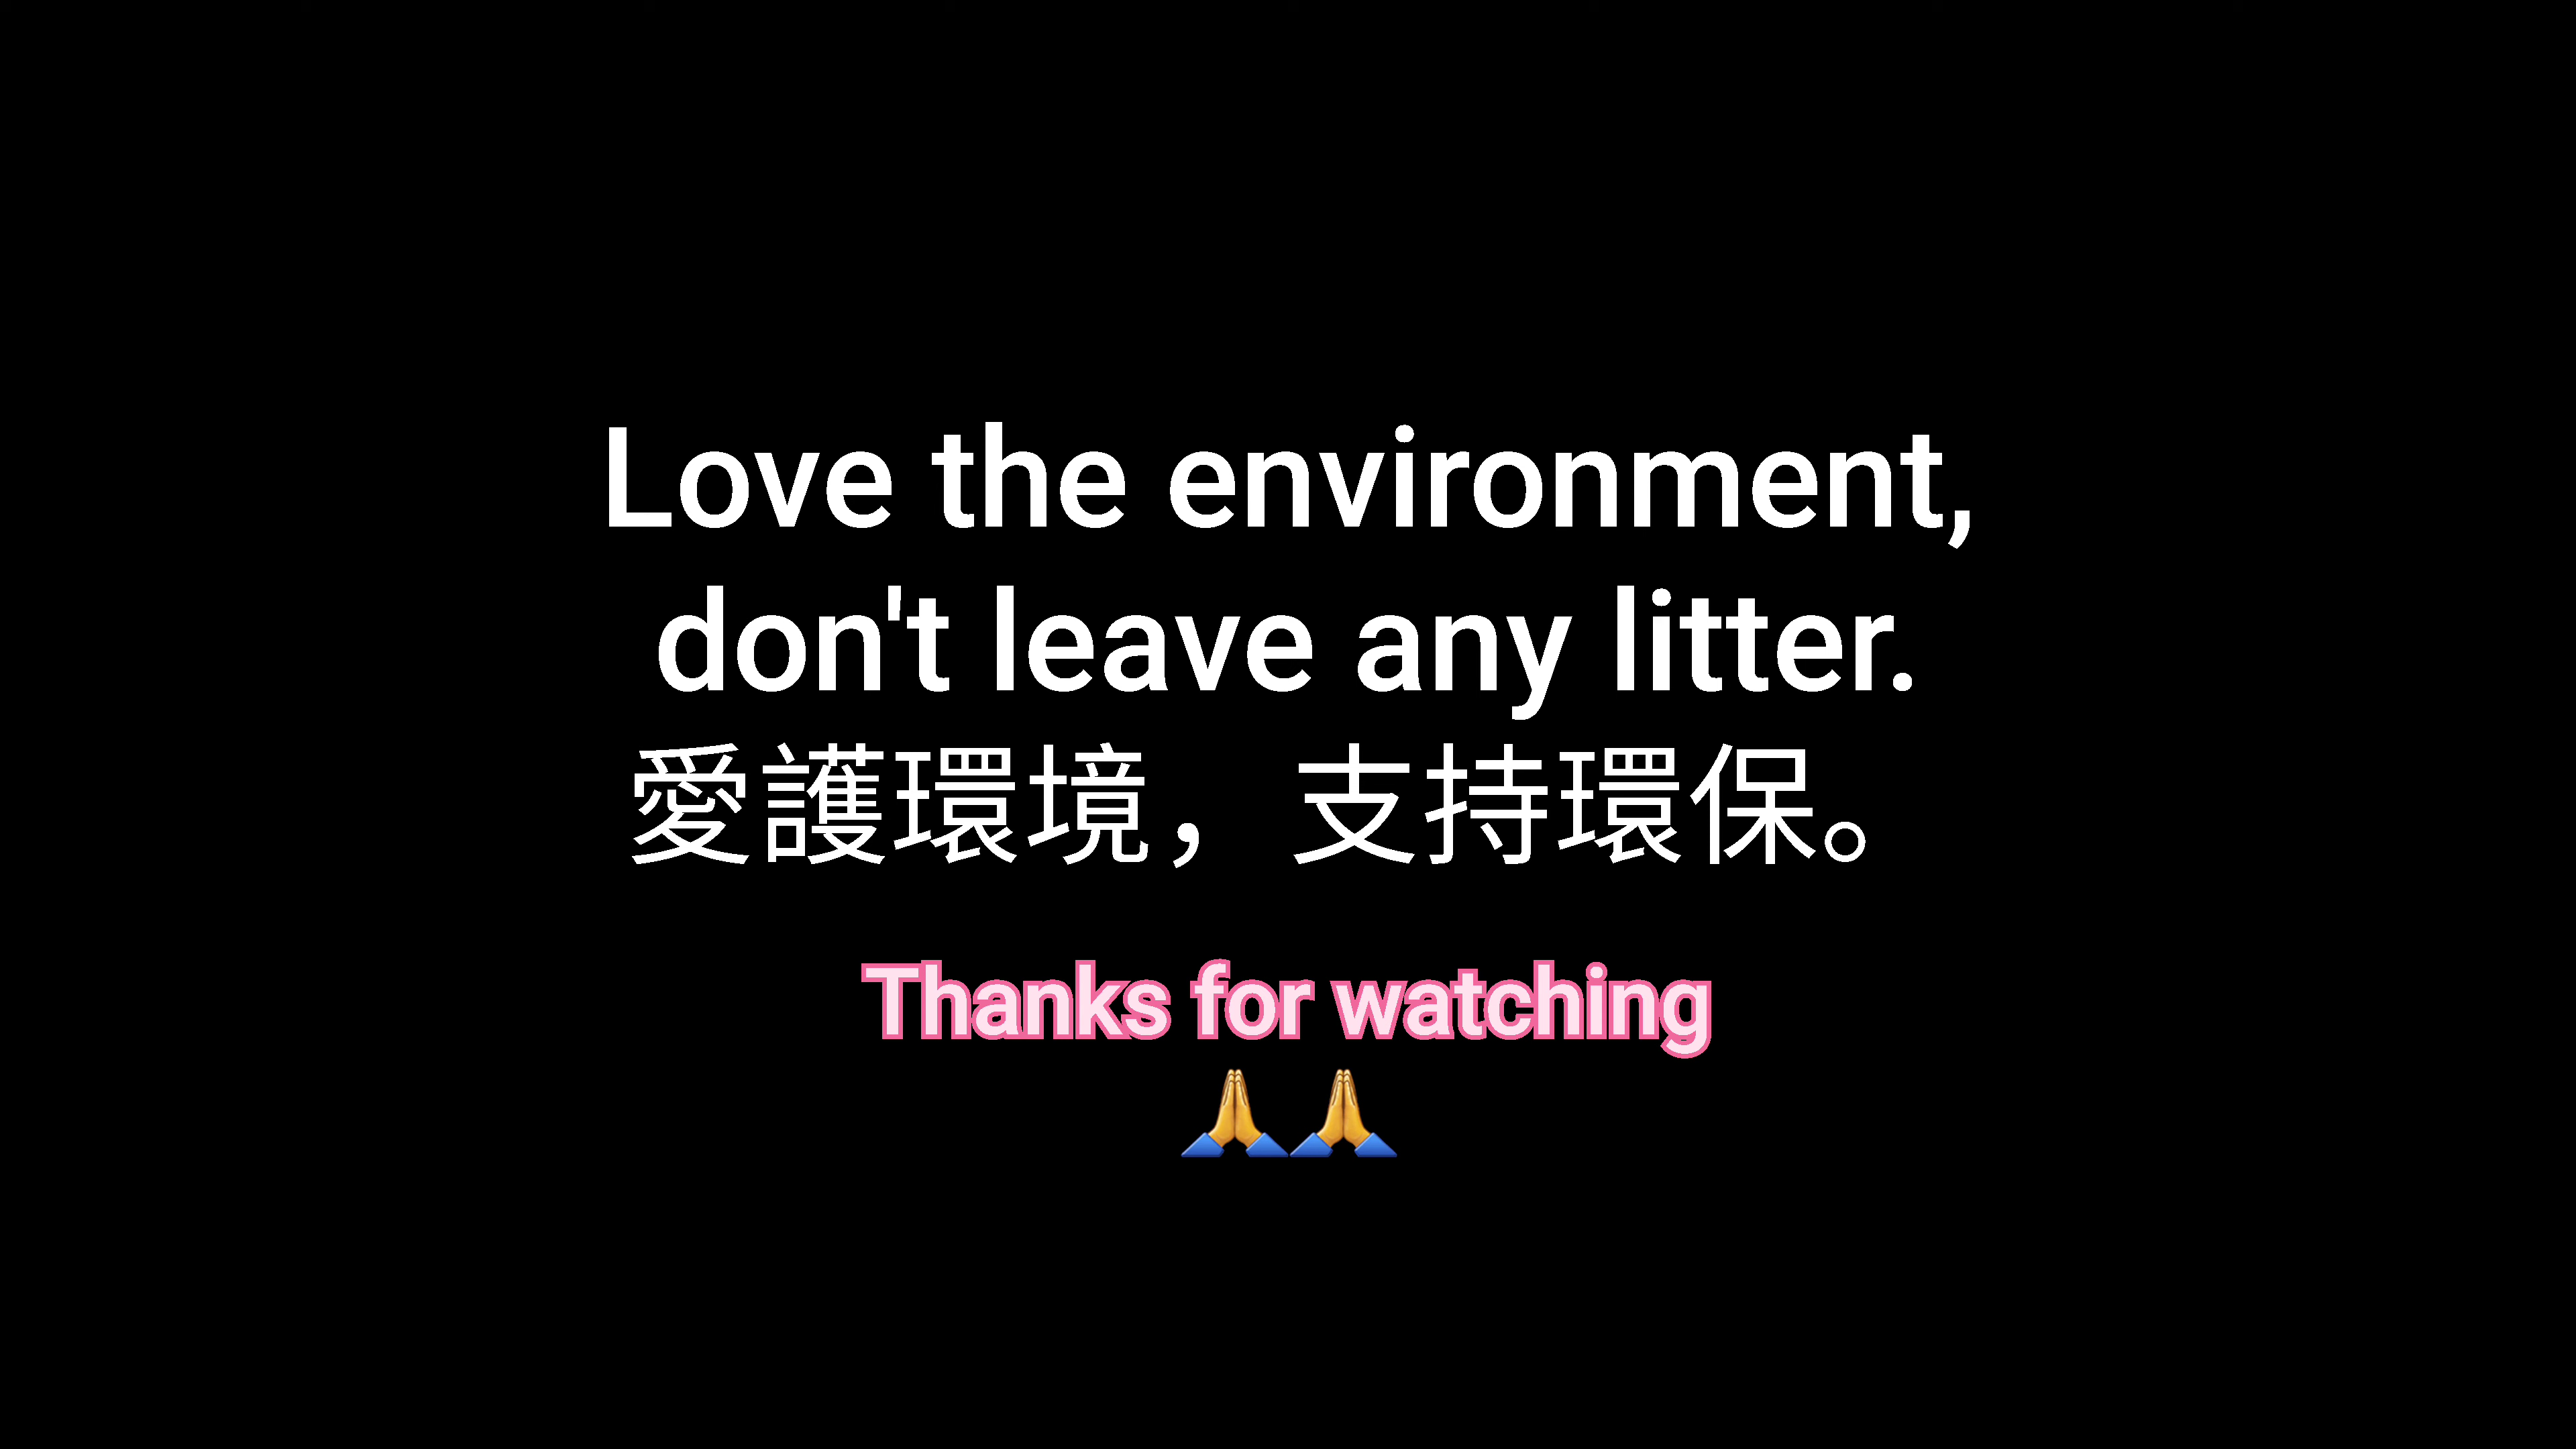 Love the environment,
don't leave any litter.
愛護環境，支持環保。
Thanks for watching
🙏🙏